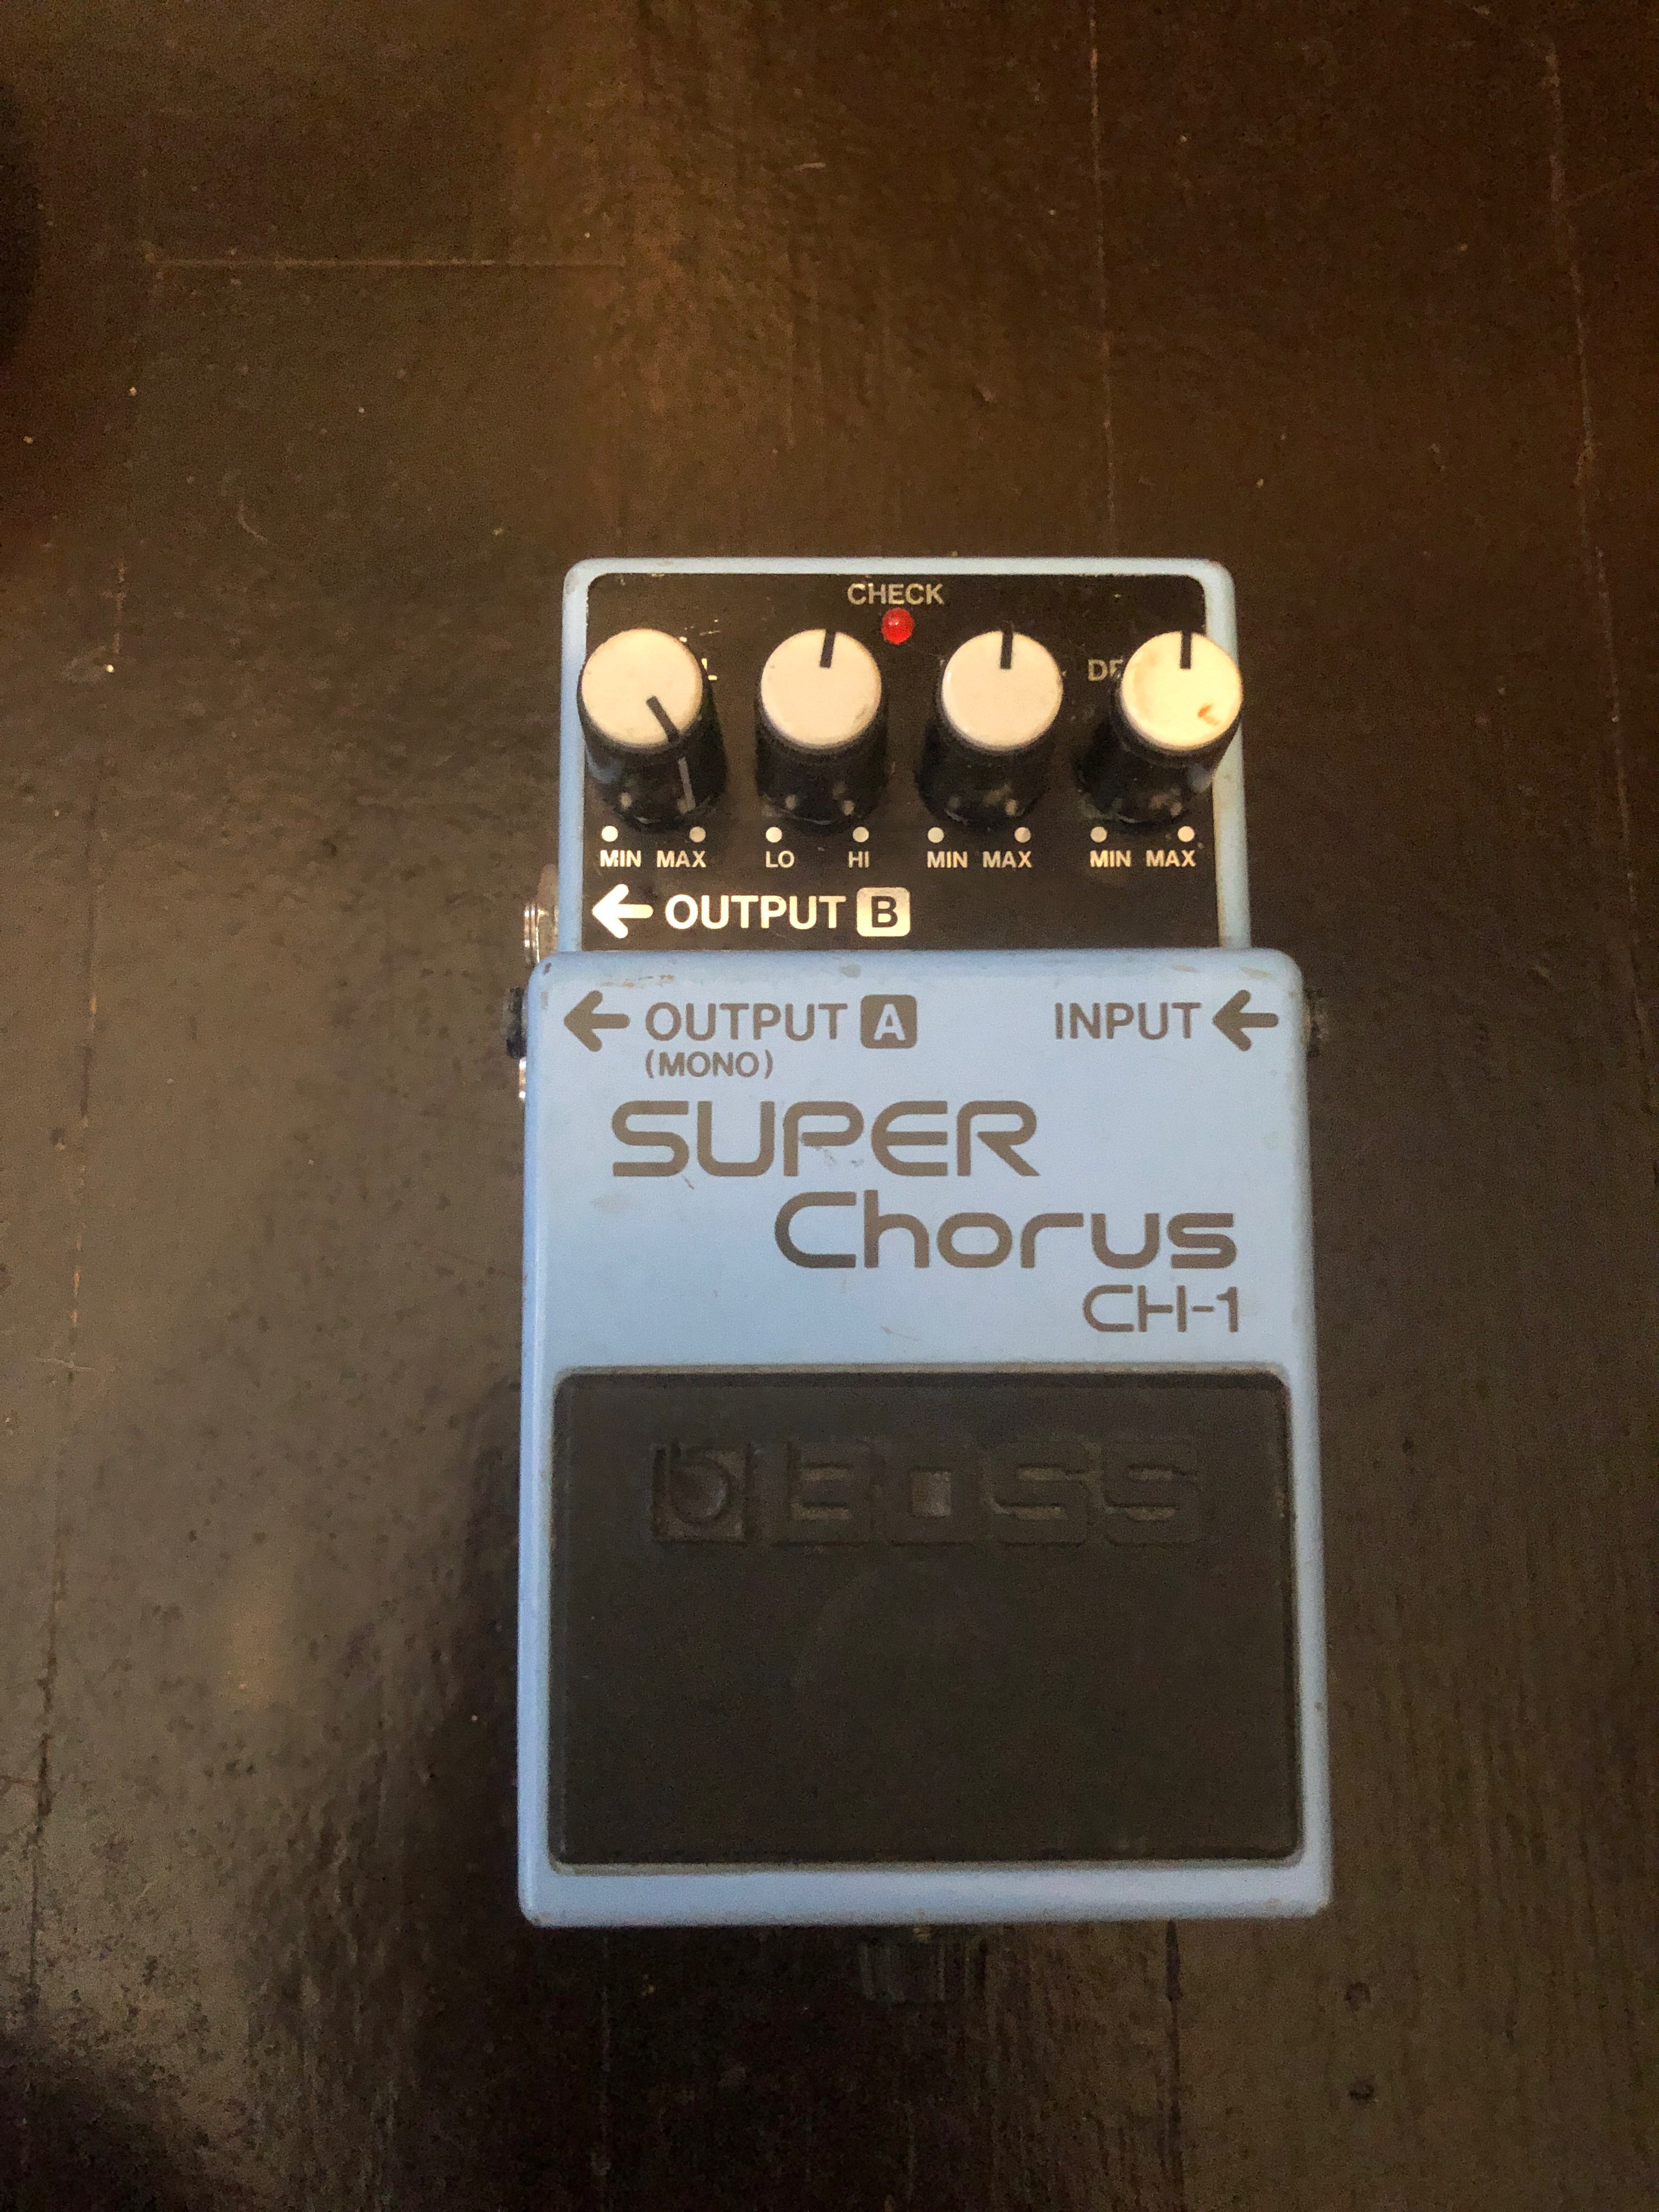 CHECK
MIN MAX LO HI MIN MAX MIN MAX
OUTPUT B
OUTPUT A INPUT
(MONO)
SUPER
Chorus
CH-1
BOSS